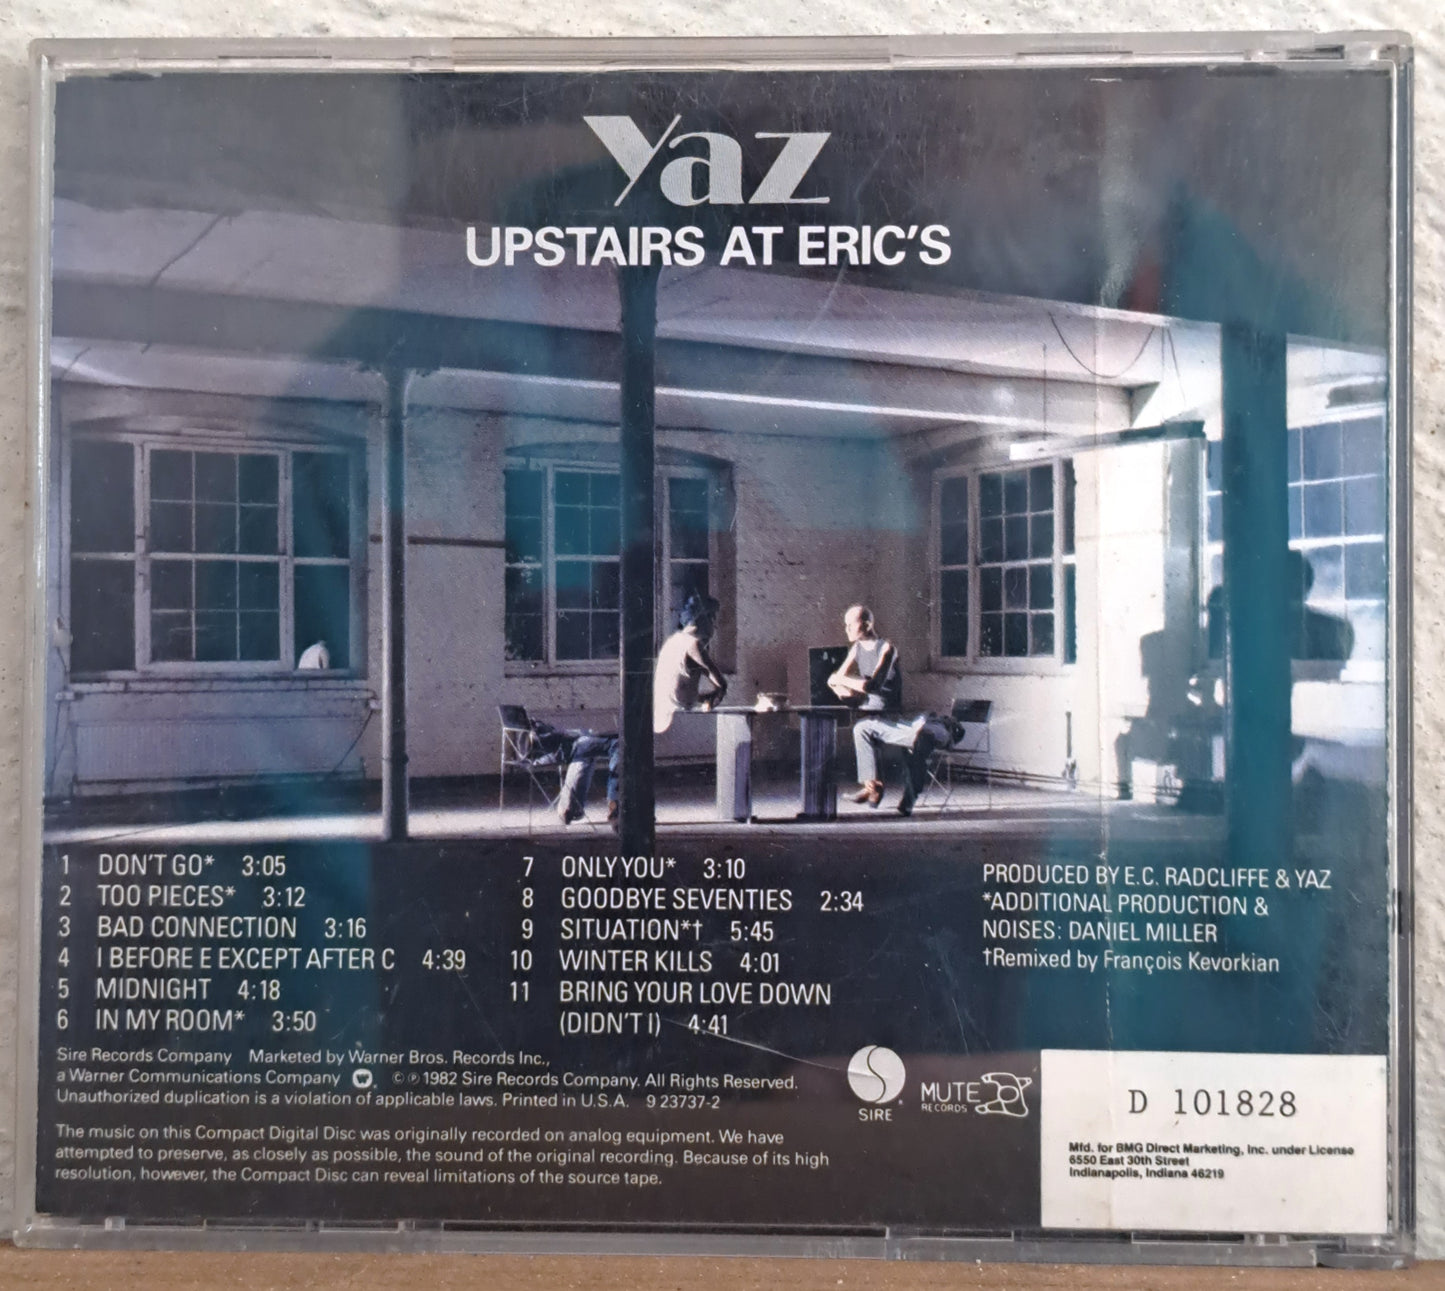 Yaz
UPSTAIRS AT ERIC'S
1 DON'T GO* 3:05
2 TOO PIECES* 3:12
3 BAD CONNECTION 3:16
4 I BEFORE E EXCEPT AFTER C 4:39
5 MIDNIGHT 4:18
6 IN MY ROOM* 3:50
7 ONLY YOU* 3:10
8 GOODBYE SEVENTIES 2:34
9 SITUATION*† 5:45
10 WINTER KILLS 4:01
11 BRING YOUR LOVE DOWN
(DIDN'T I) 4:41
PRODUCED BY E.C. RADCLIFFE & YAZ
*ADDITIONAL PRODUCTION &
NOISES: DANIEL MILLER
†Remixed by François Kevorkian
Sire Records Company Marketed by Warner Bros. Records Inc.,
a Warner Communications Company ©℗1982 Sire Records Company. All Rights Reserved.
Unauthorized duplication is a violation of applicable laws. Printed in U.S.A. 9 23737-2
The music on this Compact Digital Disc was originally recorded on analog equipment. We have
attempted to preserve, as closely as possible, the sound of the original recording. Because of its high
resolution, however, the Compact Disc can reveal limitations of the source tape.
SIRE
MUTE
RECORDS
D 101828
Mfd. for BMG Direct Marketing, Inc. under License
6550 East 30th Street
Indianapolis, Indiana 46219